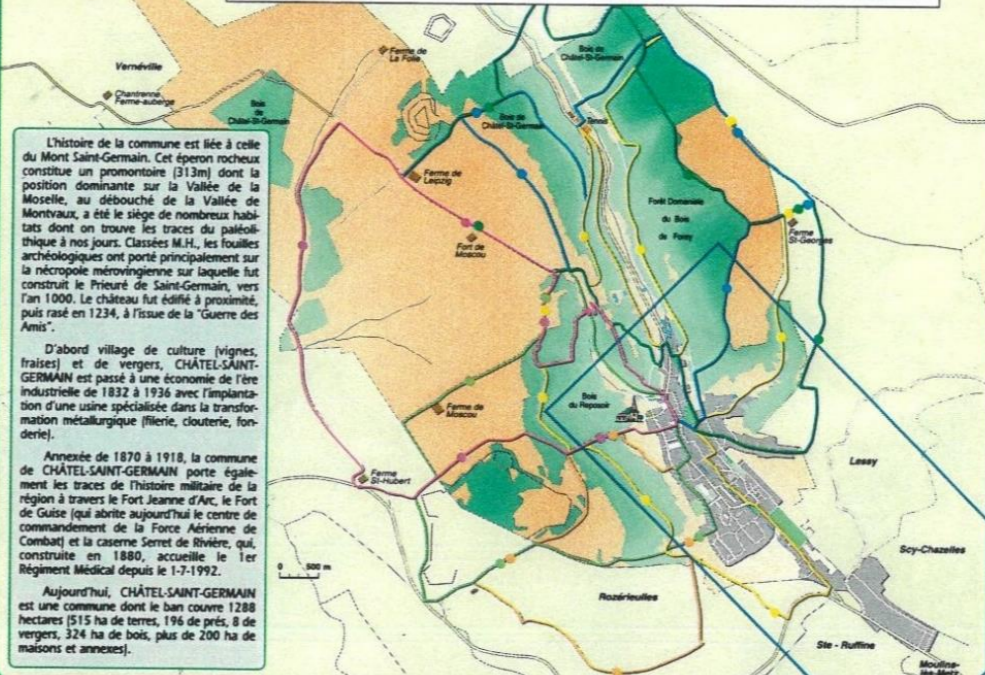 L'histoire de la commune est liée à celle
du Mont Saint-Germain. Cet éperon rocheux
constitue un promontoire (313m) dont la
position dominante sur la Vallée de la
Moselle, au débouché de la Vallée de
Montvaux, a été le siège de nombreux habi-
tats dont on trouve les traces du paléoli-
thique à nos jours. Classées M.H., les fouilles
archéologiques ont porté principalement sur
la nécropole mérovingienne sur laquelle fut
construit le Prieuré de Saint-Germain, vers
l'an 1000. Le château fut édifié à proximité,
puis rasé en 1234, à l'issue de la "Guerre des
Amis".
D'abord village de culture (vignes,
fraises) et de vergers, CHÂTEL-SAINT-
GERMAIN est passé à une économie de l'ère
industrielle de 1832 à 1936 avec l'implanta-
tion d'une usine spécialisée dans la transfor-
mation métallurgique (filerie, clouterie, fon-
derie).
Annexée de 1870 à 1918, la commune
de CHÂTEL-SAINT-GERMAIN porte égale-
ment les traces de l'histoire militaire de la
région à travers le Fort Jeanne d'Arc, le Fort
de Guise (qui abrite aujourd'hui le centre de
commandement de la Force Aérienne de
Combat) et la caserne Serret de Rivière, qui,
construite en 1880, accueille le 1er
Régiment Médical depuis le 1-7-1992.
Aujourd'hui, CHÂTEL-SAINT-GERMAIN
est une commune dont le ban couvre 1288
hectares (515 ha de terres, 196 de prés, 8 de
vergers, 324 ha de bois, plus de 200 ha de
maisons et annexes).
Vernéville
Chantrenne
Ferme-auberge
Bois
de
Châtel-St-Germain
Ferme de
La Folie
Bois de
Châtel-St-Germain
Bois de
Châtel-St-Germain
Tennis
Ferme de
Leipzig
Fort de
Moscou
Forêt Domaniale
du Bois
de Ferme
St-Georges
Ferme de
Moscou
Bois
du Reposoir
Ferme
St-Hubert
Lessy
Scy-Chazelles
0 500 m
Rozérieulles
Ste - Ruffine
Moulins-
lès-Metz